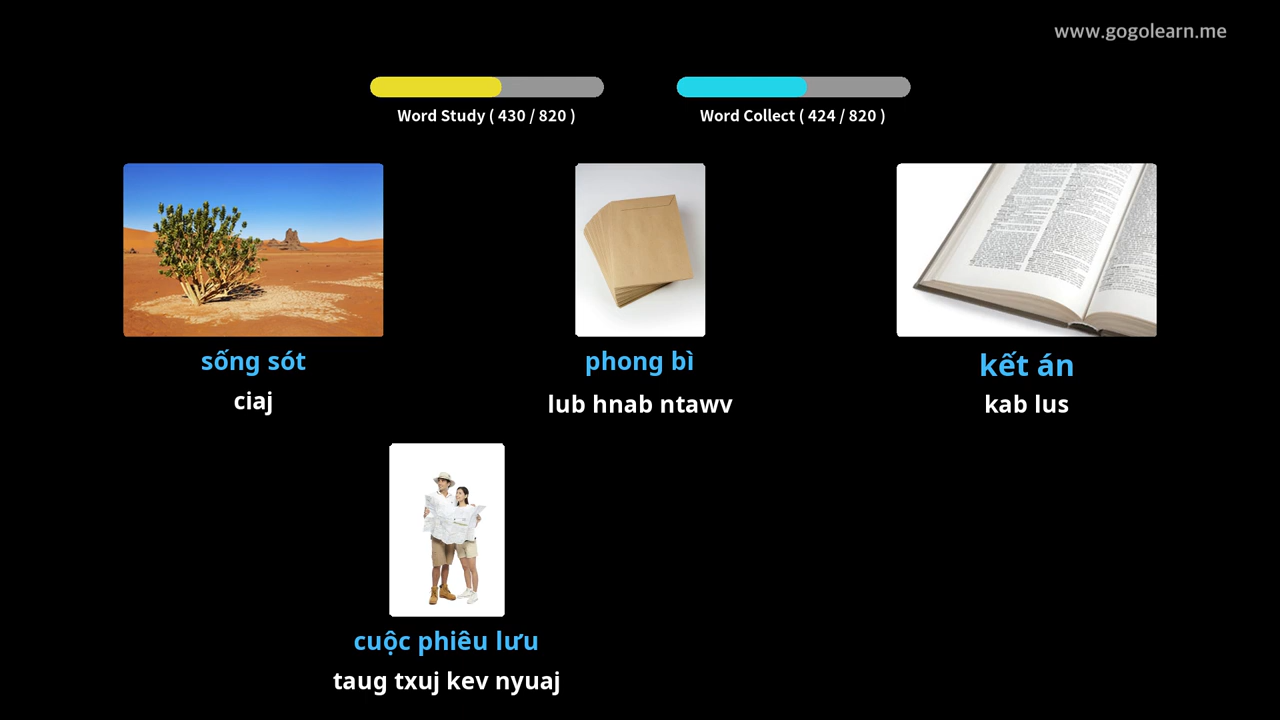 www.gogolearn.me
Word Study ( 430 / 820 )
Word Collect ( 424 / 820 )
sống sót
ciaj
phong bì
lub hnab ntawv
kết án
kab lus
cuộc phiêu lưu
taug txuj kev nyuaj